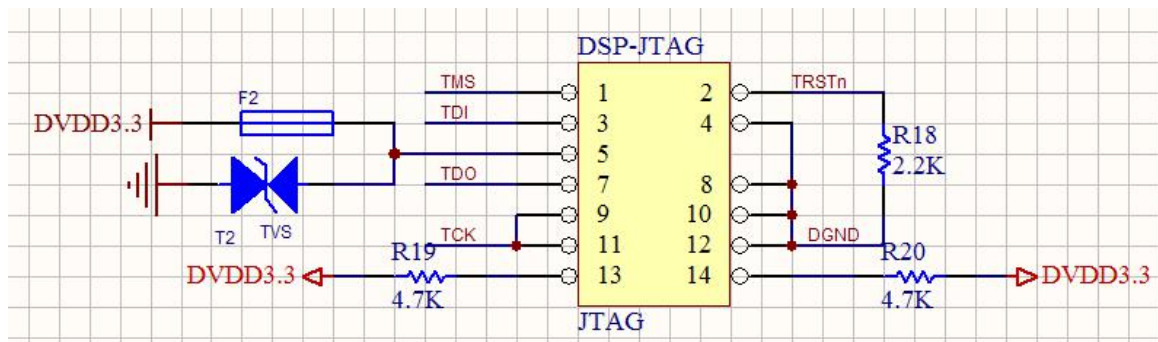 DSP-JTAG
TMS 1 2 TRSTn
F2
DVDD3.3 TDI 3 4
R18
5
2.2K
TDO 7 8
9 10
T2 TVS TCK 11 12 DGND
R19 R20
DVDD3.3 13 14 DVDD3.3
4.7K 4.7K
JTAG